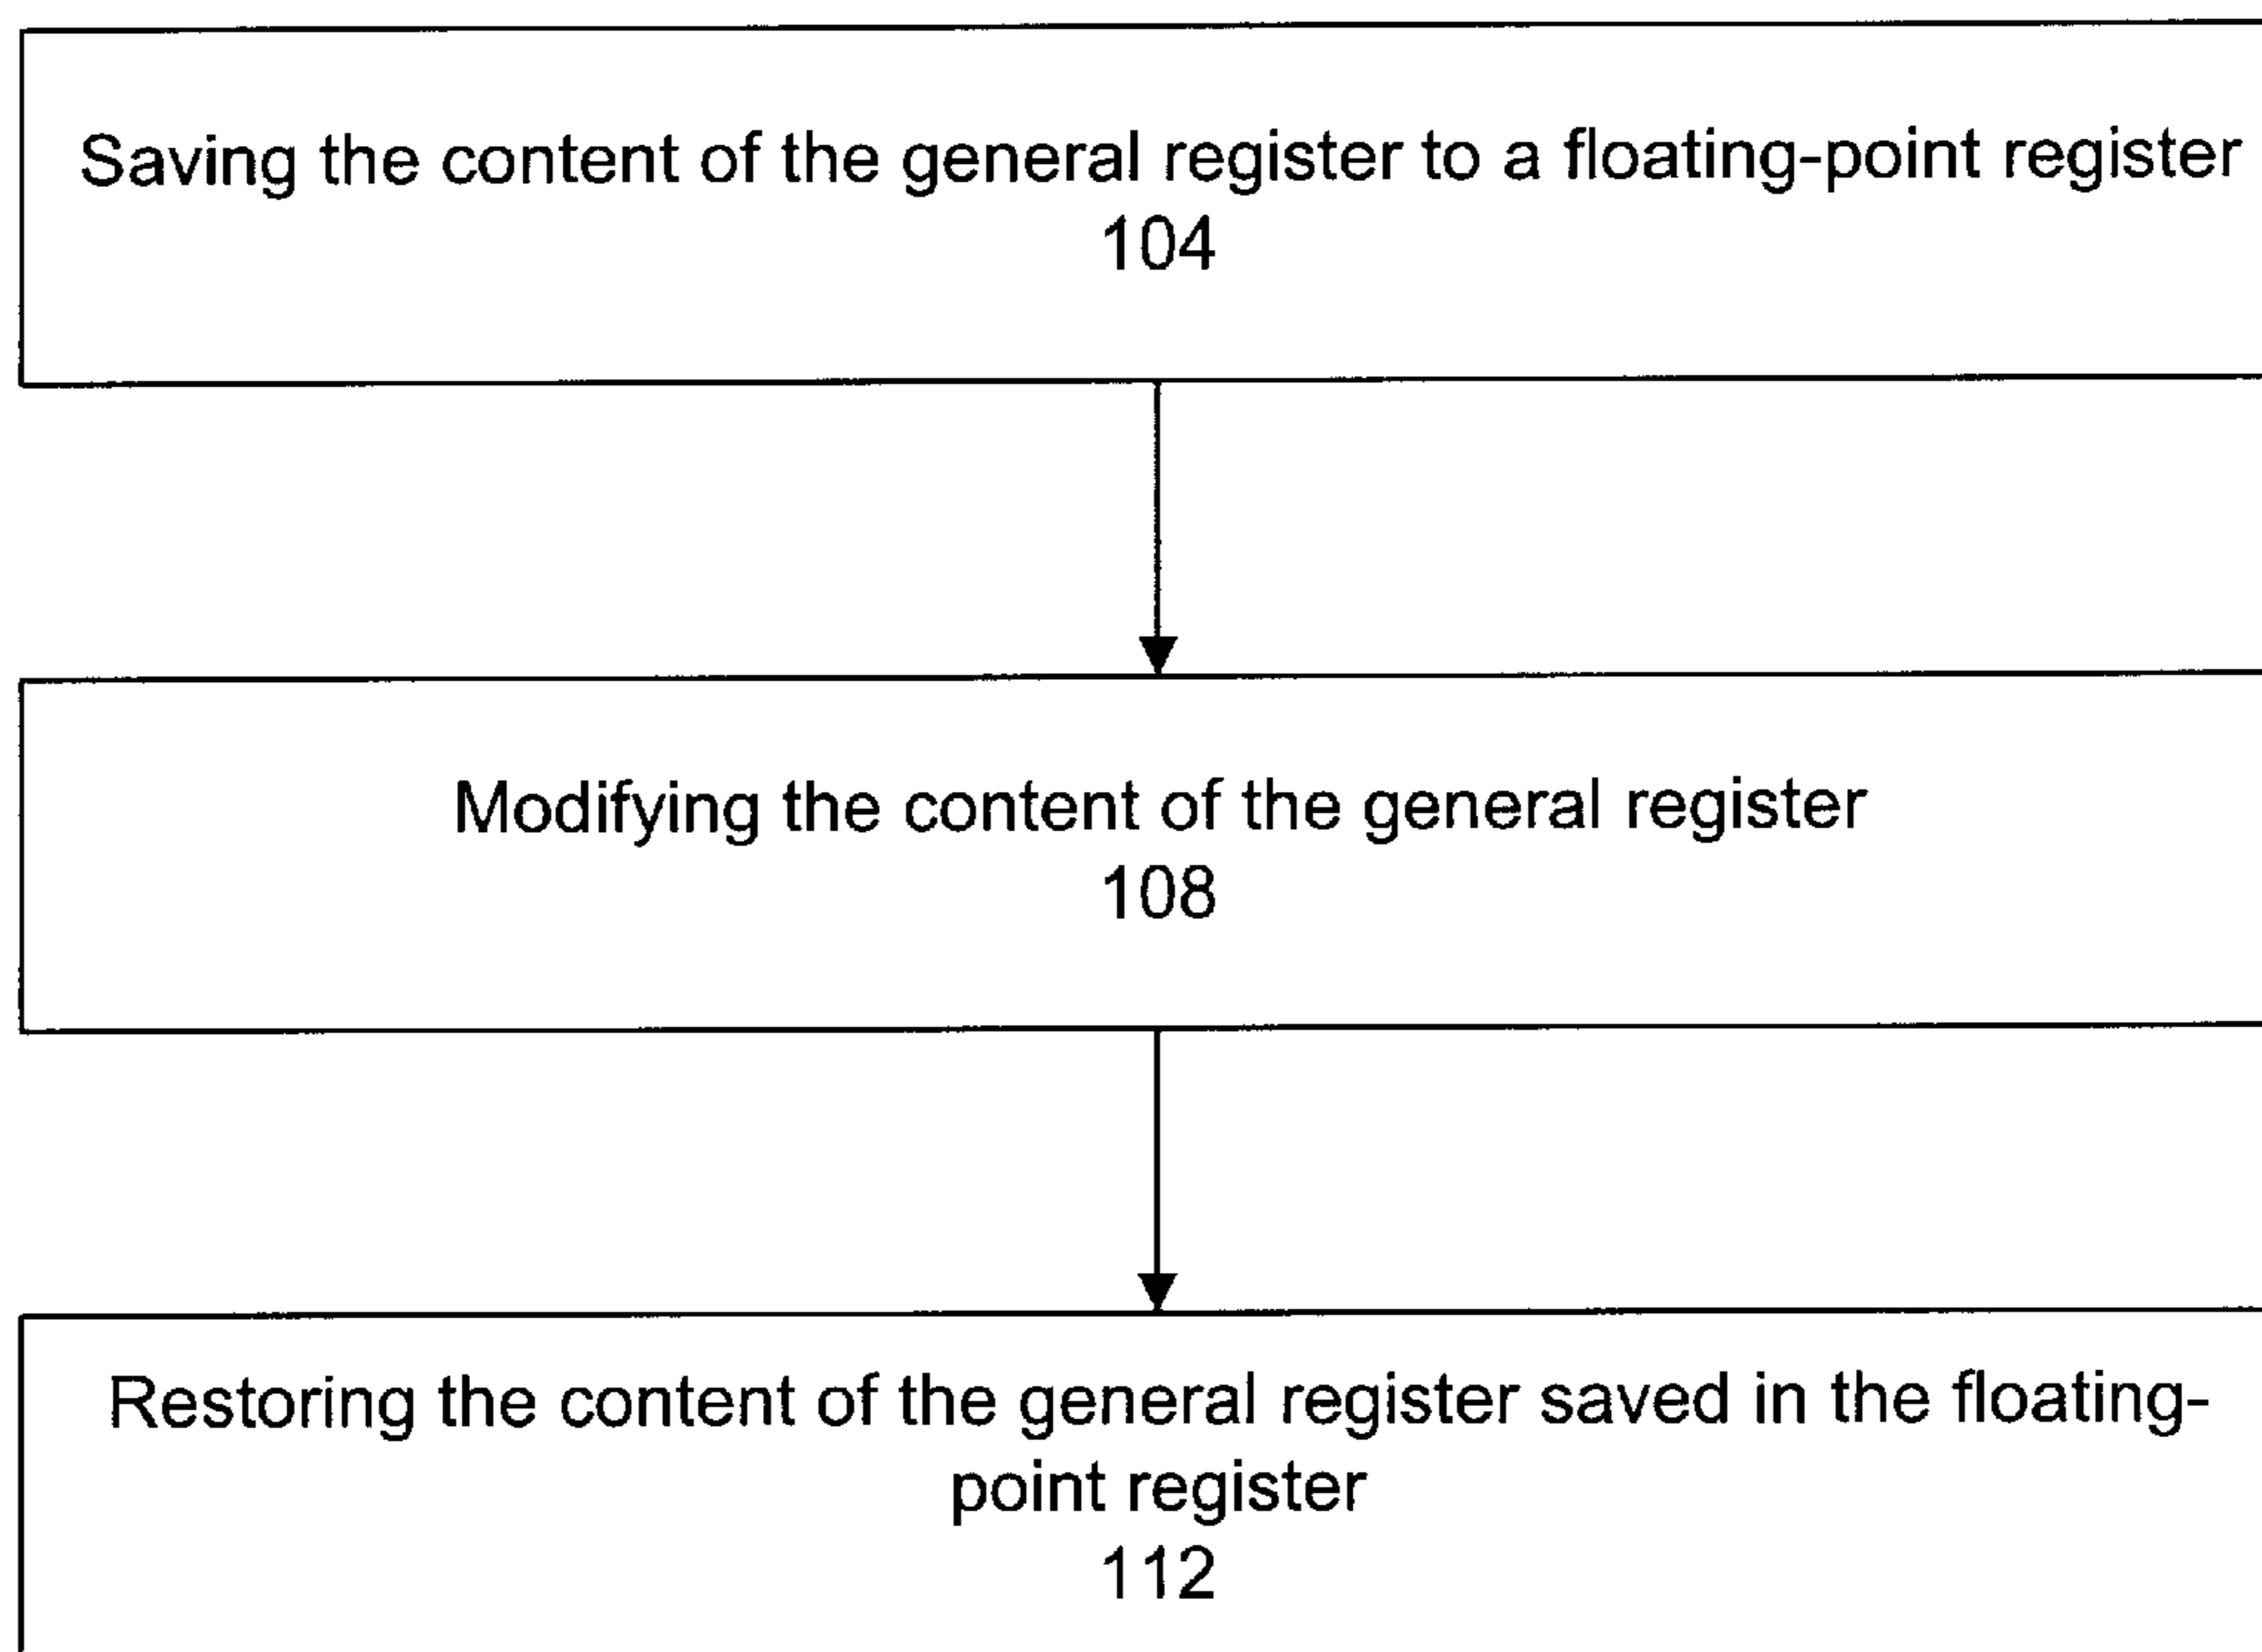 Saving the content of the general register to a floating-point register
104
Modifying the content of the general register
108
Restoring the content of the general register saved in the floating-
point register
112